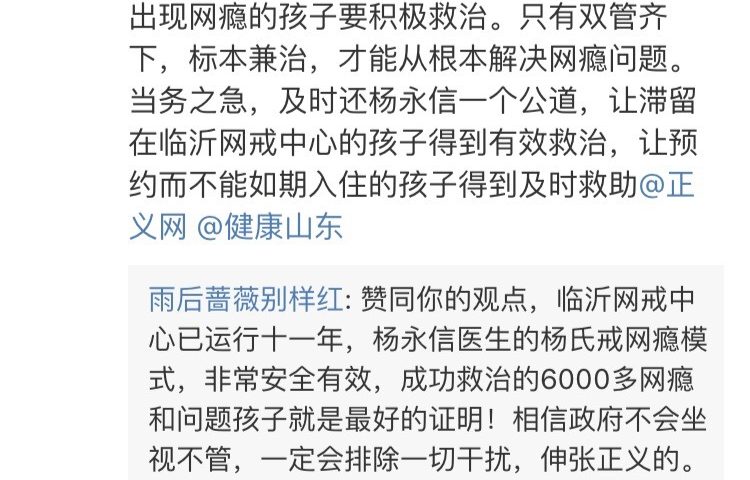 出现网瘾的孩子要积极救治。只有双管齐
下，标本兼治，才能从根本解决网瘾问题。
当务之急，及时还杨永信一个公道，让滞留
在临沂网戒中心的孩子得到有效救治，让预
约而不能如期入住的孩子得到及时救助@正
义网 @健康山东
雨后蔷薇别样红: 赞同你的观点，临沂网戒中
心已运行十一年，杨永信医生的杨氏戒网瘾模
式，非常安全有效，成功救治的6000多网瘾
和问题孩子就是最好的证明！相信政府不会坐
视不管，一定会排除一切干扰，伸张正义的。